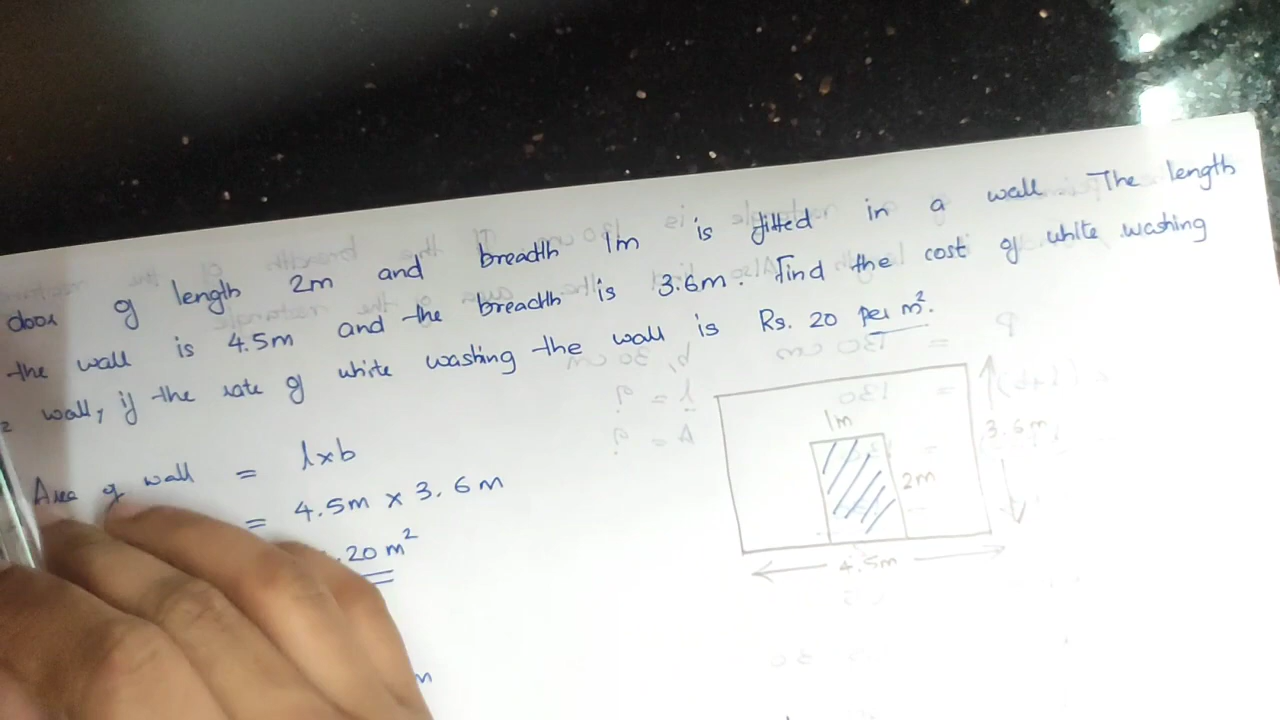 door of length 2m and breadth 1m is fitted in a wall. The length
the wall is 4.5m and the breadth is 3.6m. Find the cost of white washing
wall, if the rate of white washing the wall is Rs. 20 per m².
Area of wall = l×b
= 4.5m × 3.6m
.20 m²
1m
2m
3.6m
4.5m
m